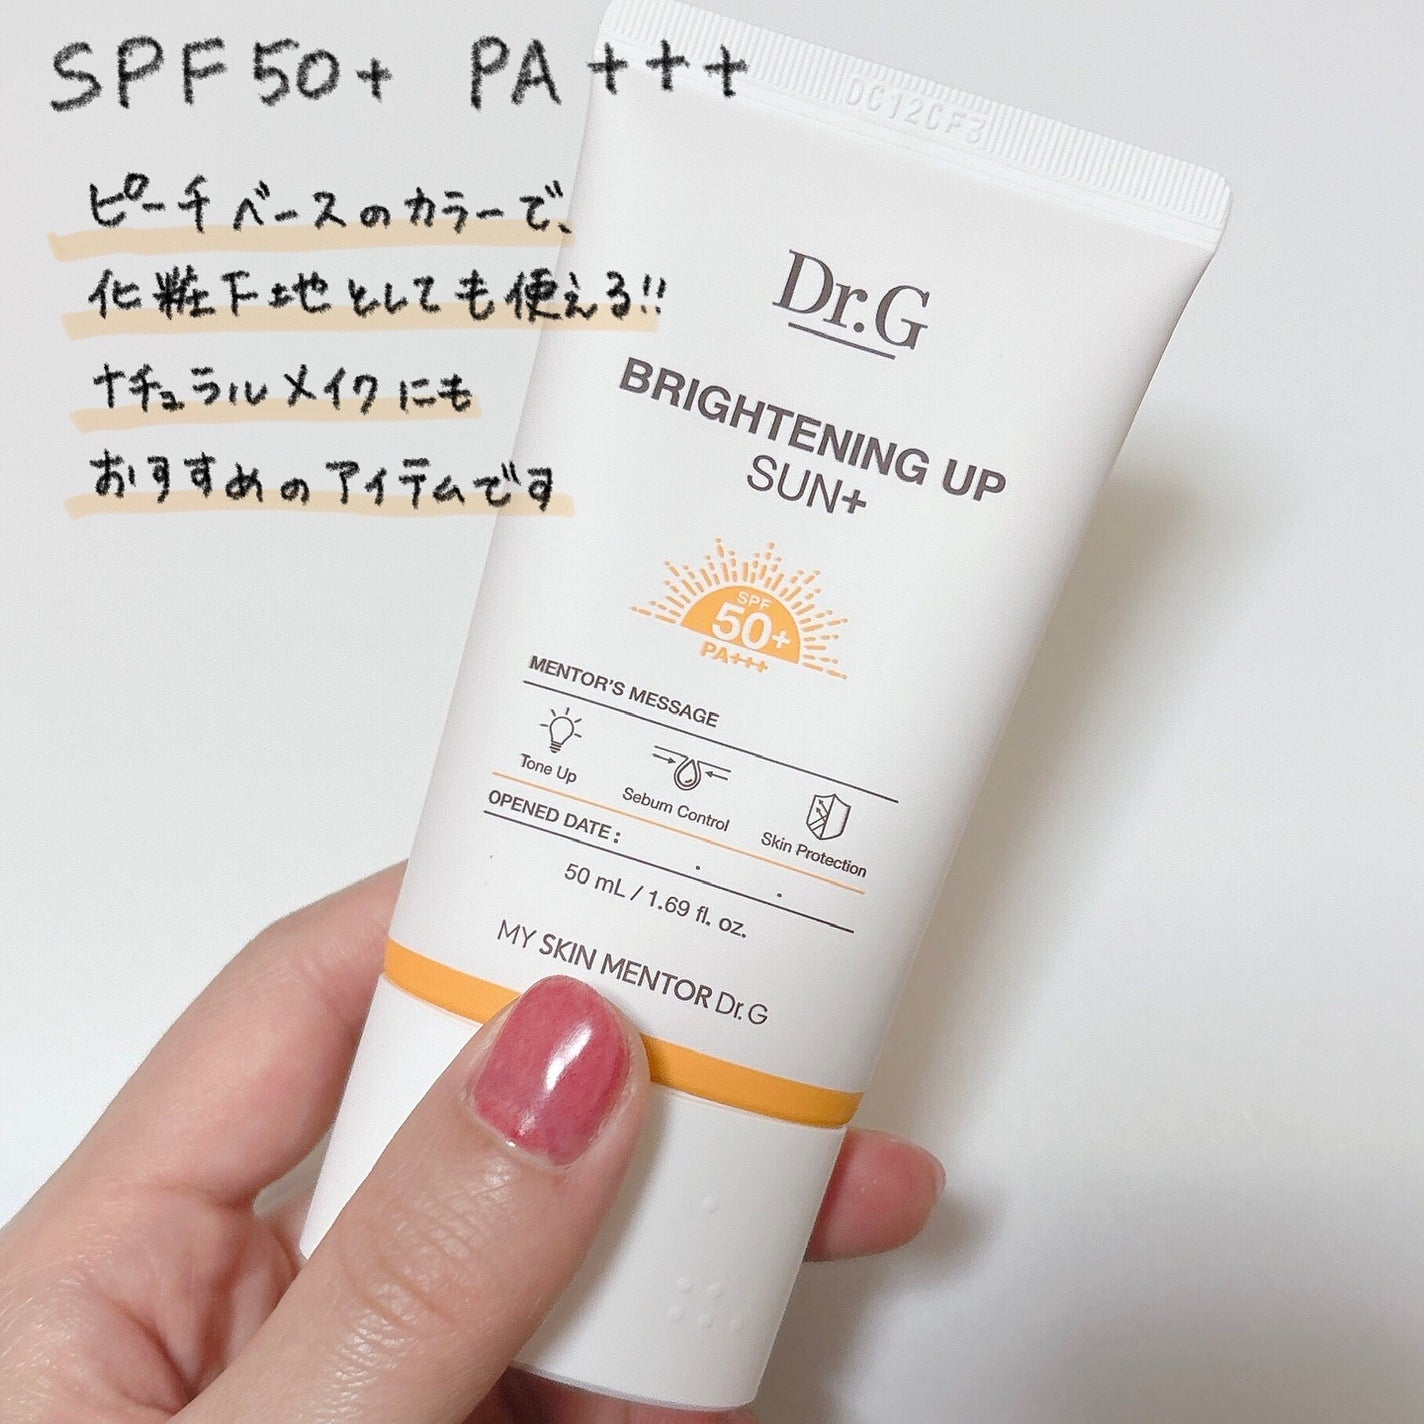 SPF50+ PA+++
ピーチベースのカラーで、
化粧下地としても使える!!
ナチュラルメイクにも
おすすめのアイテムです
DC12CF3
Dr.G
BRIGHTENING UP
SUN+
SPF
50+
PA+++
MENTOR'S MESSAGE
Tone Up
Sebum Control
Skin Protection
OPENED DATE : . .
50 mL / 1.69 fl. oz.
MY SKIN MENTOR Dr.G